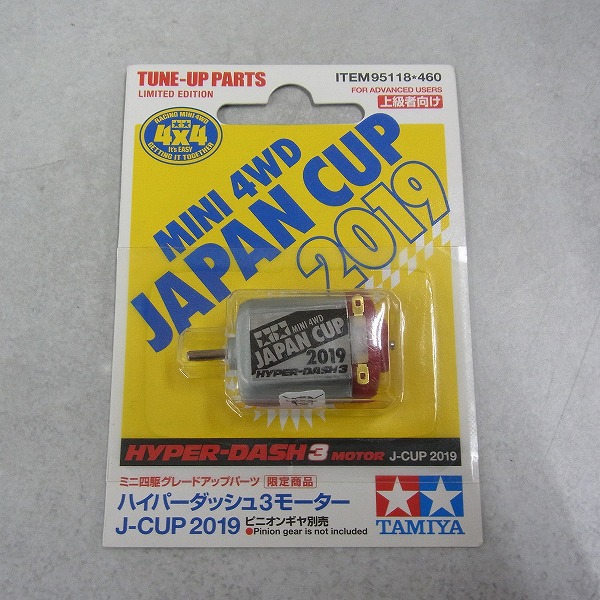 TUNE-UP PARTS
LIMITED EDITION
ITEM95118*460
FOR ADVANCED USERS
上級者向け
RACING MINI 4WD
4x4
It's EASY
GETTING IT TOGETHER
MINI 4WD
JAPAN CUP
2019
MINI 4WD
JAPAN CUP
2019
HYPER-DASH3
HYPER-DASH3 MOTOR J-CUP 2019
ミニ四駆グレードアップパーツ 限定商品
ハイパーダッシュ3モーター
J-CUP 2019 ピニオンギヤ別売
●Pinion gear is not included
TAMIYA